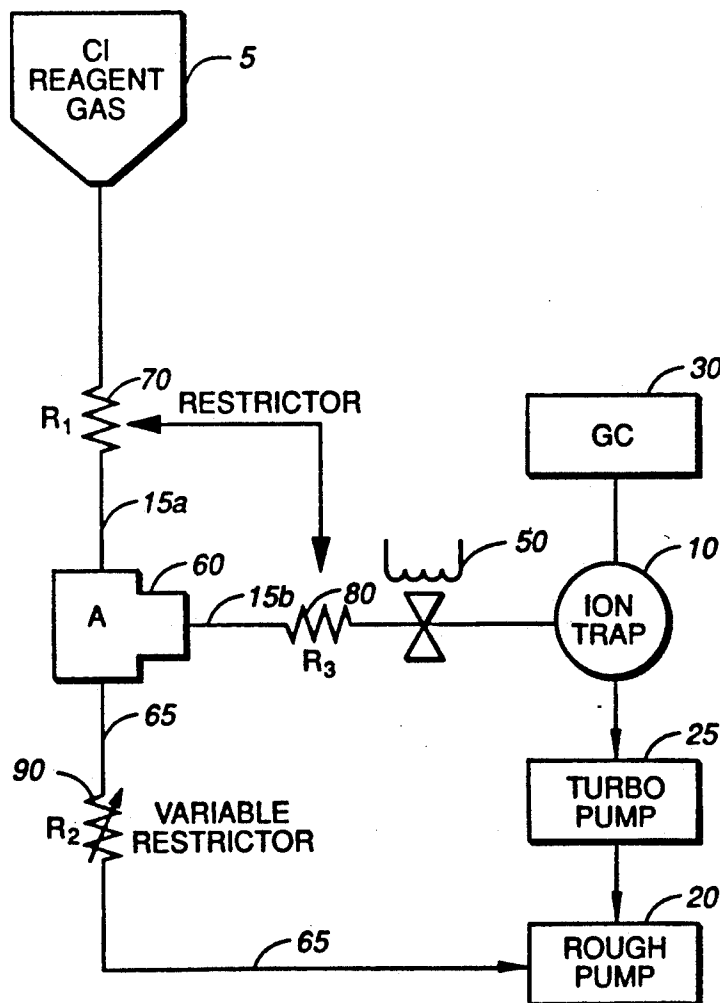 CI
REAGENT
GAS
5
70
R1
RESTRICTOR
15a
30
GC
60
A
15b
80
R3
50
10
ION
TRAP
65
90
R2
VARIABLE
RESTRICTOR
25
TURBO
PUMP
65
20
ROUGH
PUMP